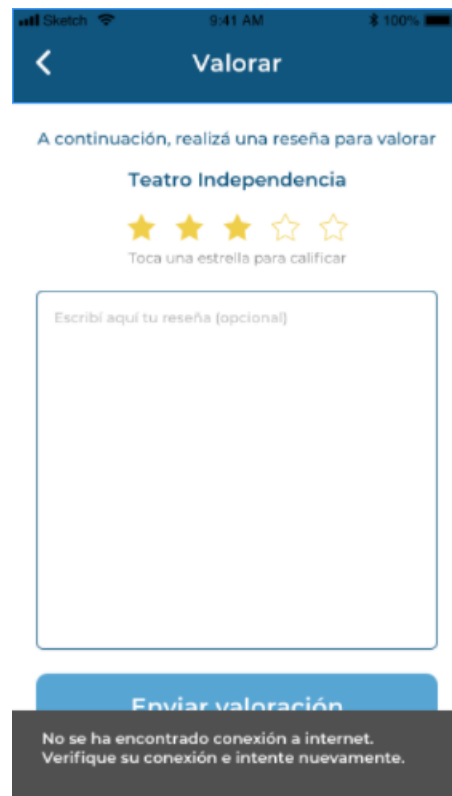 Sketch 9:41 AM 100%
Valorar
A continuación, realizá una reseña para valorar
Teatro Independencia
Toca una estrella para calificar
Escribí aquí tu reseña (opcional)
Enviar valoración
No se ha encontrado conexión a internet.
Verifique su conexión e intente nuevamente.